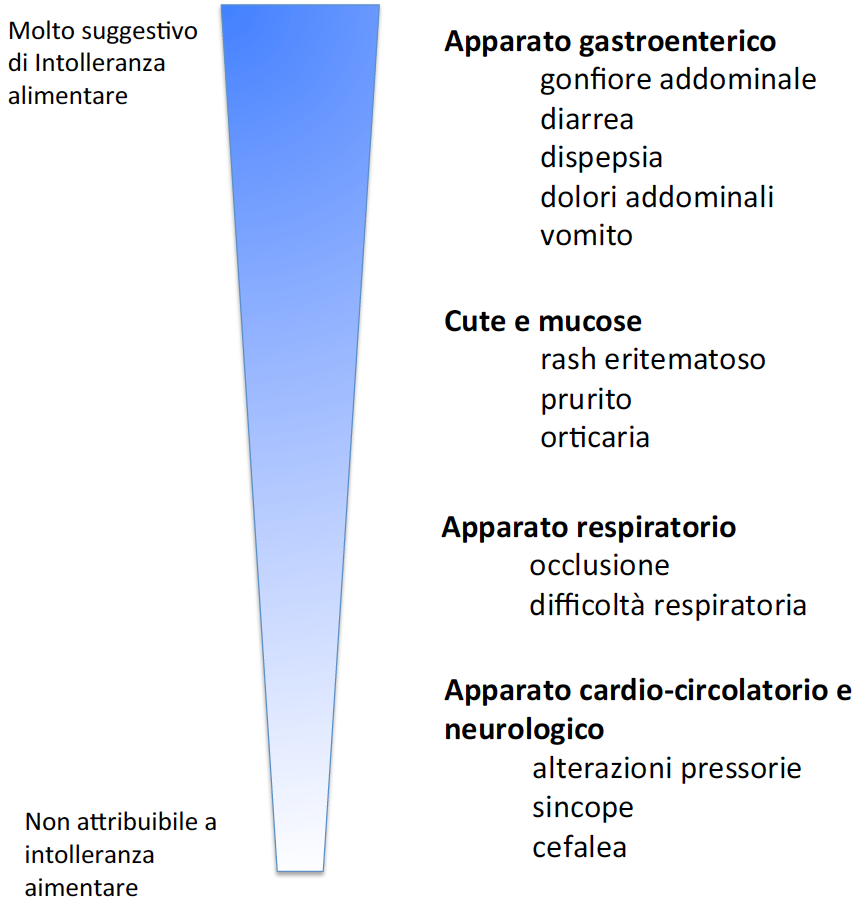 Molto suggestivo
di Intolleranza
alimentare
Apparato gastroenterico
gonfiore addominale
diarrea
dispepsia
dolori addominali
vomito
Cute e mucose
rash eritematoso
prurito
orticaria
Apparato respiratorio
occlusione
difficoltà respiratoria
Apparato cardio-circolatorio e
neurologico
alterazioni pressorie
sincope
cefalea
Non attribuibile a
intolleranza
aimentare